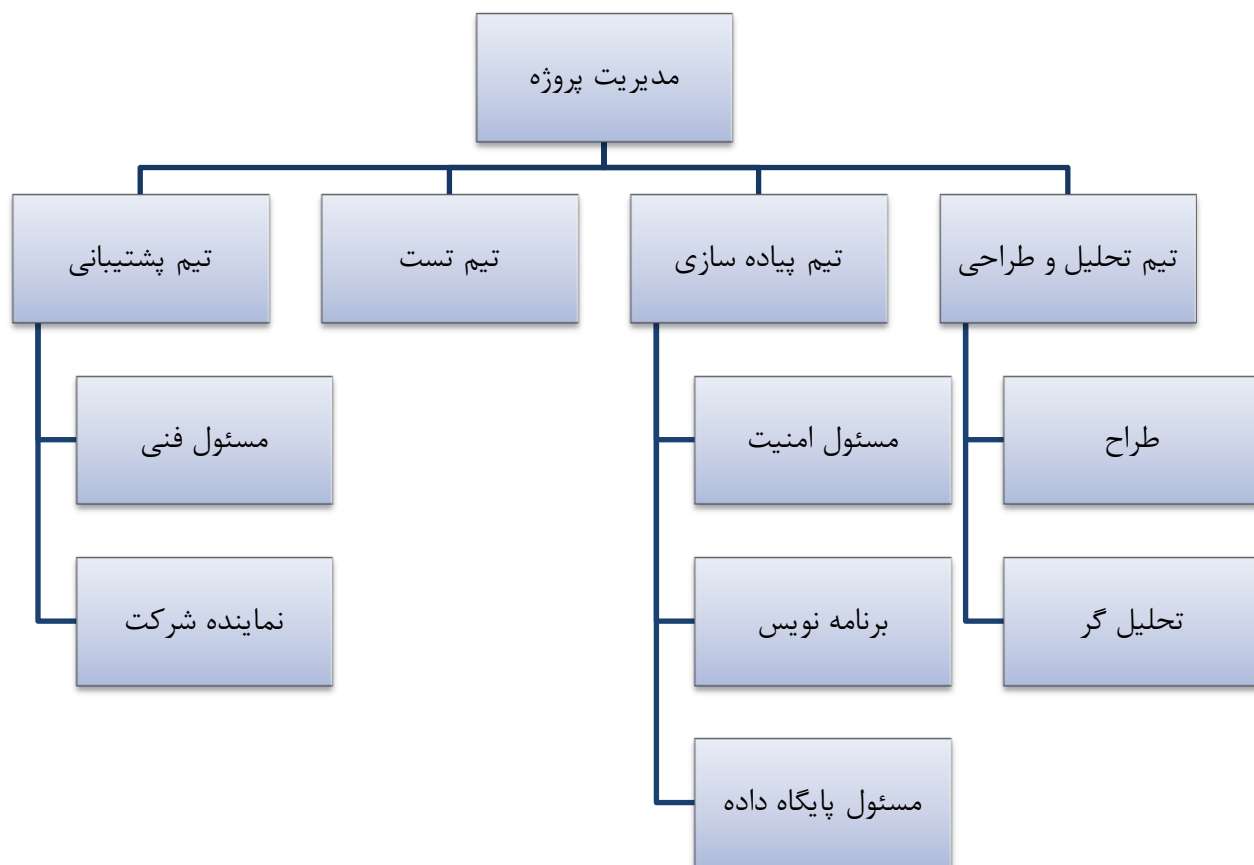 مدیریت پروژه
تیم تحلیل و طراحی
تیم پیاده سازی
تیم تست
تیم پشتیبانی
طراح
مسئول امنیت
مسئول فنی
تحلیل گر
برنامه نویس
نماینده شرکت
مسئول پایگاه داده